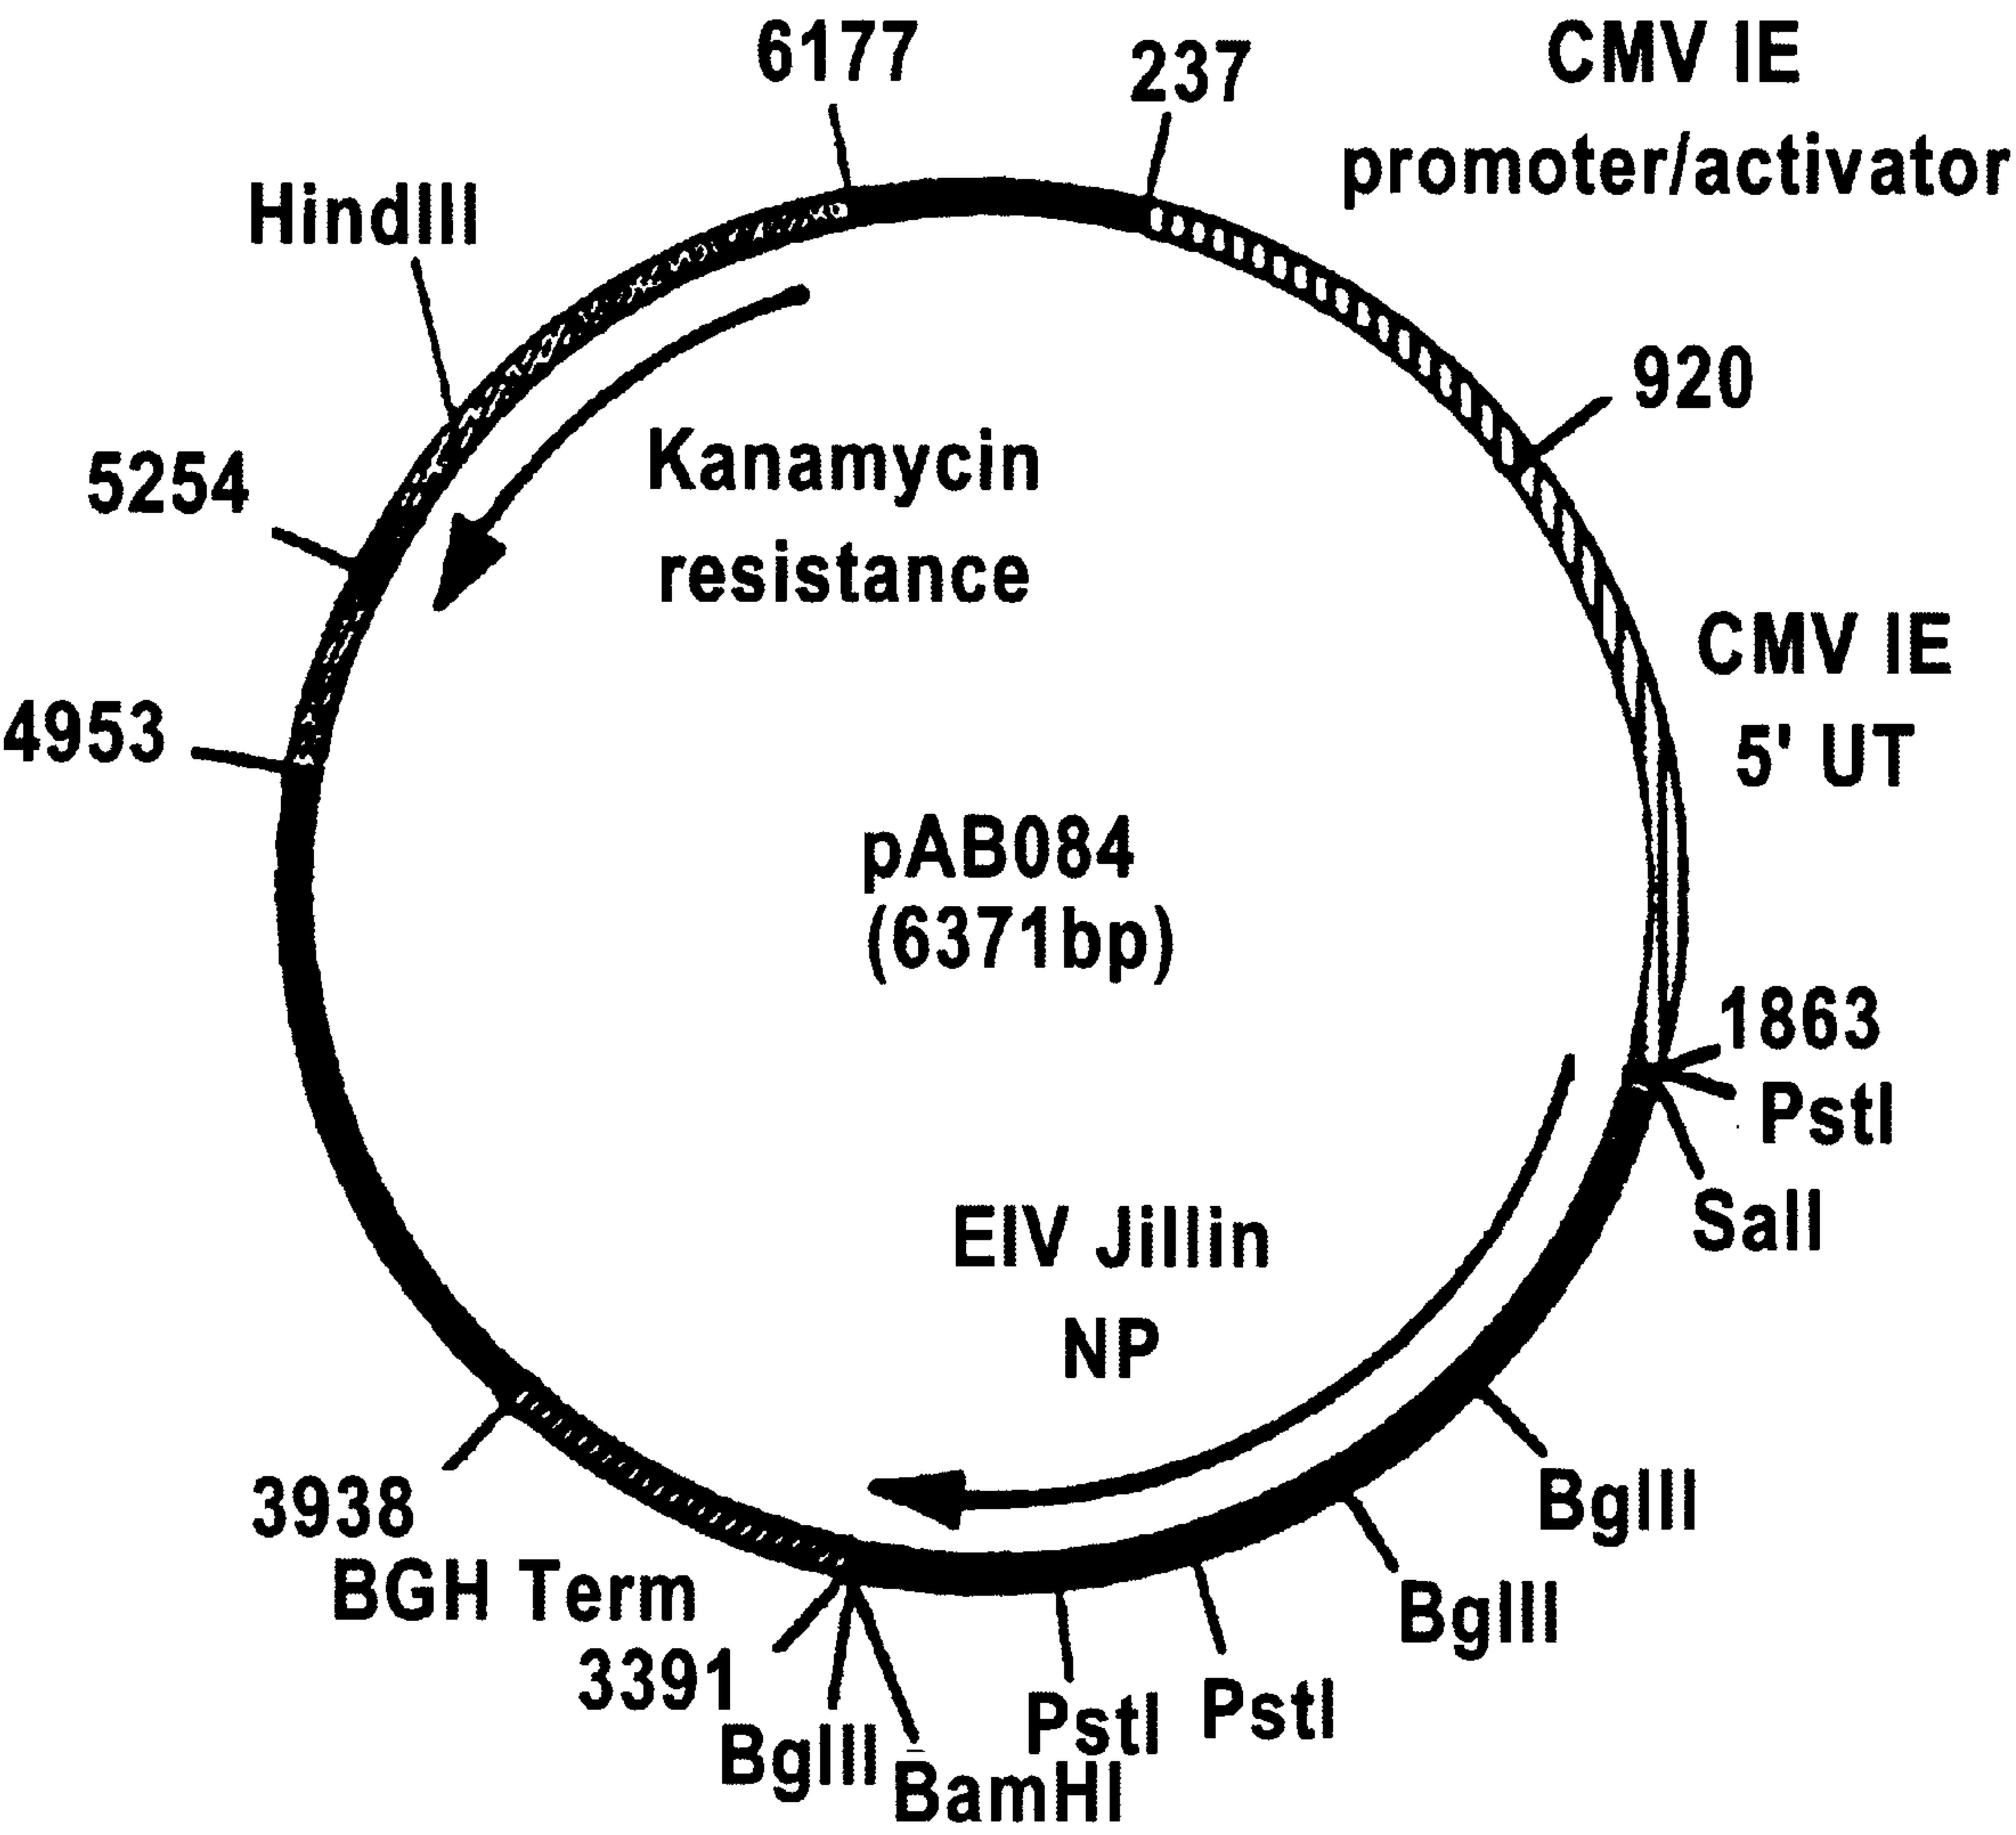 6177
237
CMV IE
promoter/activator
HindIII
920
Kanamycin
resistance
5254
CMV IE
5' UT
4953
pAB084
(6371bp)
1863
PstI
SalI
EIV Jillin
NP
BglII
3938
BglII
BGH Term
3391
PstI
PstI
BglII
BamHI